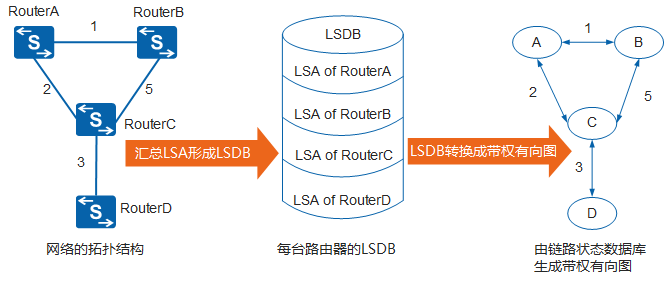 RouterA
RouterB
1
2
5
RouterC
3
RouterD
网络的拓扑结构
汇总LSA形成LSDB
LSDB
LSA of RouterA
LSA of RouterB
LSA of RouterC
LSA of RouterD
每台路由器的LSDB
LSDB转换成带权有向图
A
1
B
2
5
C
3
D
由链路状态数据库
生成带权有向图